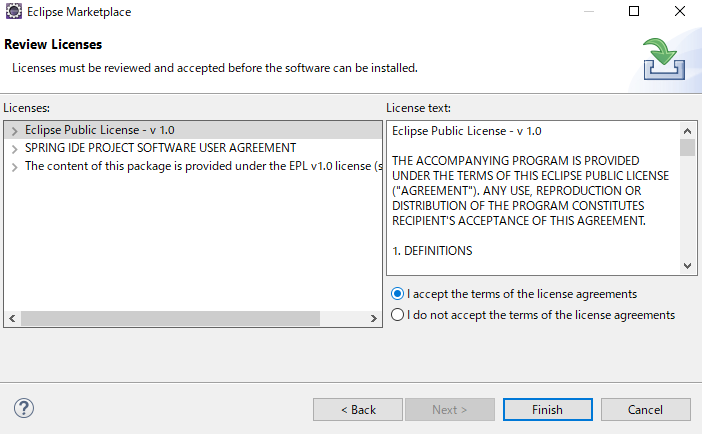 Eclipse Marketplace
Review Licenses
Licenses must be reviewed and accepted before the software can be installed.
Licenses:
Eclipse Public License - v 1.0
SPRING IDE PROJECT SOFTWARE USER AGREEMENT
The content of this package is provided under the EPL v1.0 license (s
License text:
Eclipse Public License - v 1.0
THE ACCOMPANYING PROGRAM IS PROVIDED
UNDER THE TERMS OF THIS ECLIPSE PUBLIC LICENSE
("AGREEMENT"). ANY USE, REPRODUCTION OR
DISTRIBUTION OF THE PROGRAM CONSTITUTES
RECIPIENT'S ACCEPTANCE OF THIS AGREEMENT.
1. DEFINITIONS
I accept the terms of the license agreements
I do not accept the terms of the license agreements
?
< Back
Next >
Finish
Cancel